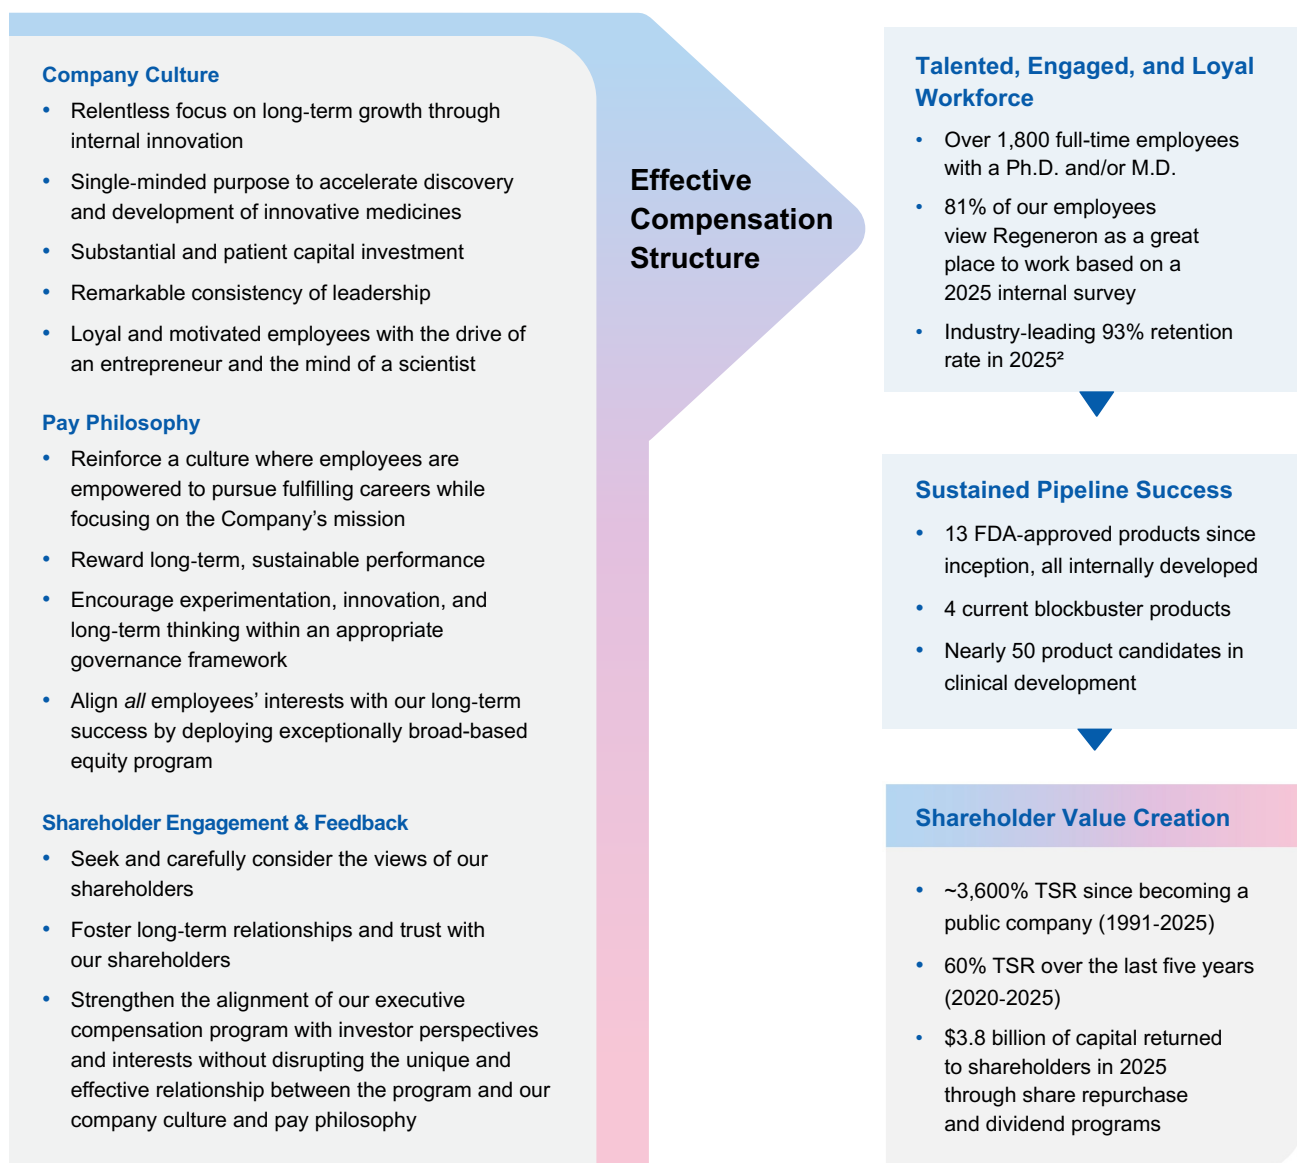 Company Culture
• Relentless focus on long-term growth through
internal innovation
• Single-minded purpose to accelerate discovery
and development of innovative medicines
• Substantial and patient capital investment
• Remarkable consistency of leadership
• Loyal and motivated employees with the drive of
an entrepreneur and the mind of a scientist
Pay Philosophy
• Reinforce a culture where employees are
empowered to pursue fulfilling careers while
focusing on the Company’s mission
• Reward long-term, sustainable performance
• Encourage experimentation, innovation, and
long-term thinking within an appropriate
governance framework
• Align all employees’ interests with our long-term
success by deploying exceptionally broad-based
equity program
Shareholder Engagement & Feedback
• Seek and carefully consider the views of our
shareholders
• Foster long-term relationships and trust with
our shareholders
• Strengthen the alignment of our executive
compensation program with investor perspectives
and interests without disrupting the unique and
effective relationship between the program and our
company culture and pay philosophy
Effective
Compensation
Structure
Talented, Engaged, and Loyal
Workforce
• Over 1,800 full-time employees
with a Ph.D. and/or M.D.
• 81% of our employees
view Regeneron as a great
place to work based on a
2025 internal survey
• Industry-leading 93% retention
rate in 2025²
Sustained Pipeline Success
• 13 FDA-approved products since
inception, all internally developed
• 4 current blockbuster products
• Nearly 50 product candidates in
clinical development
Shareholder Value Creation
• ~3,600% TSR since becoming a
public company (1991-2025)
• 60% TSR over the last five years
(2020-2025)
• $3.8 billion of capital returned
to shareholders in 2025
through share repurchase
and dividend programs